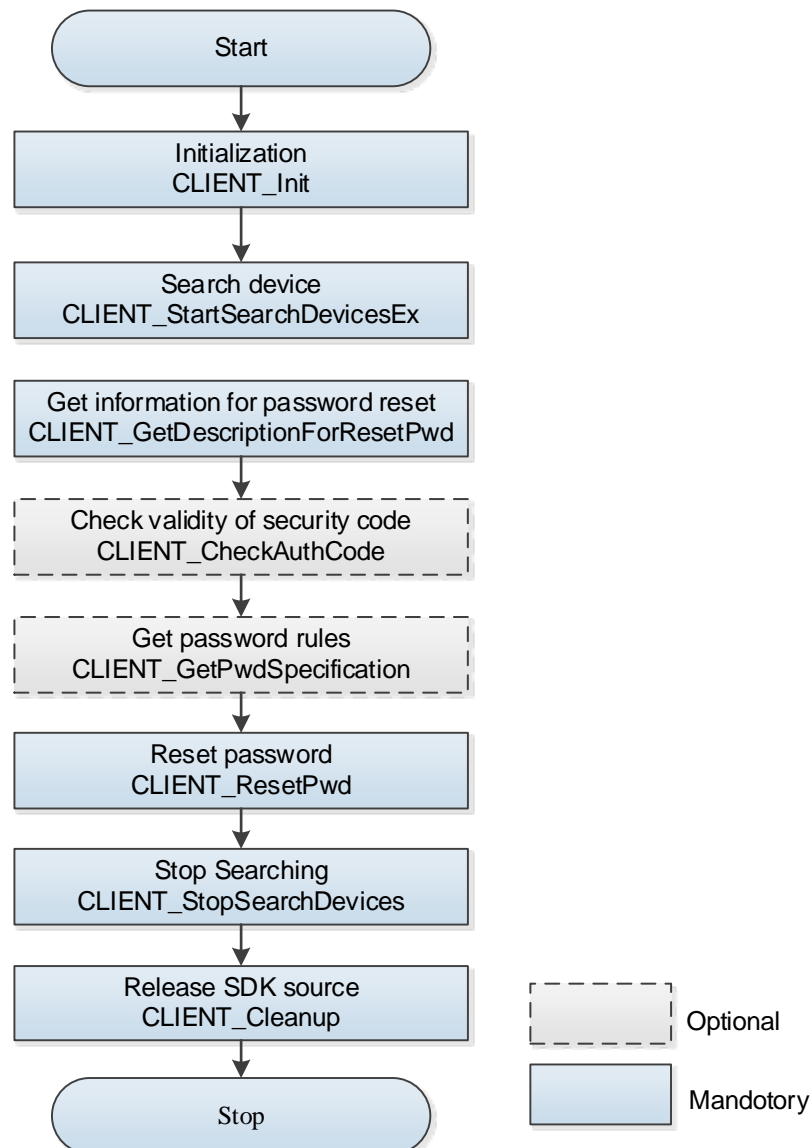 Start
Initialization
CLIENT_Init
Search device
CLIENT_StartSearchDevicesEx
Get information for password reset
CLIENT_GetDescriptionForResetPwd
Check validity of security code
CLIENT_CheckAuthCode
Get password rules
CLIENT_GetPwdSpecification
Reset password
CLIENT_ResetPwd
Stop Searching
CLIENT_StopSearchDevices
Release SDK source
CLIENT_Cleanup
Stop
Optional
Mandotory